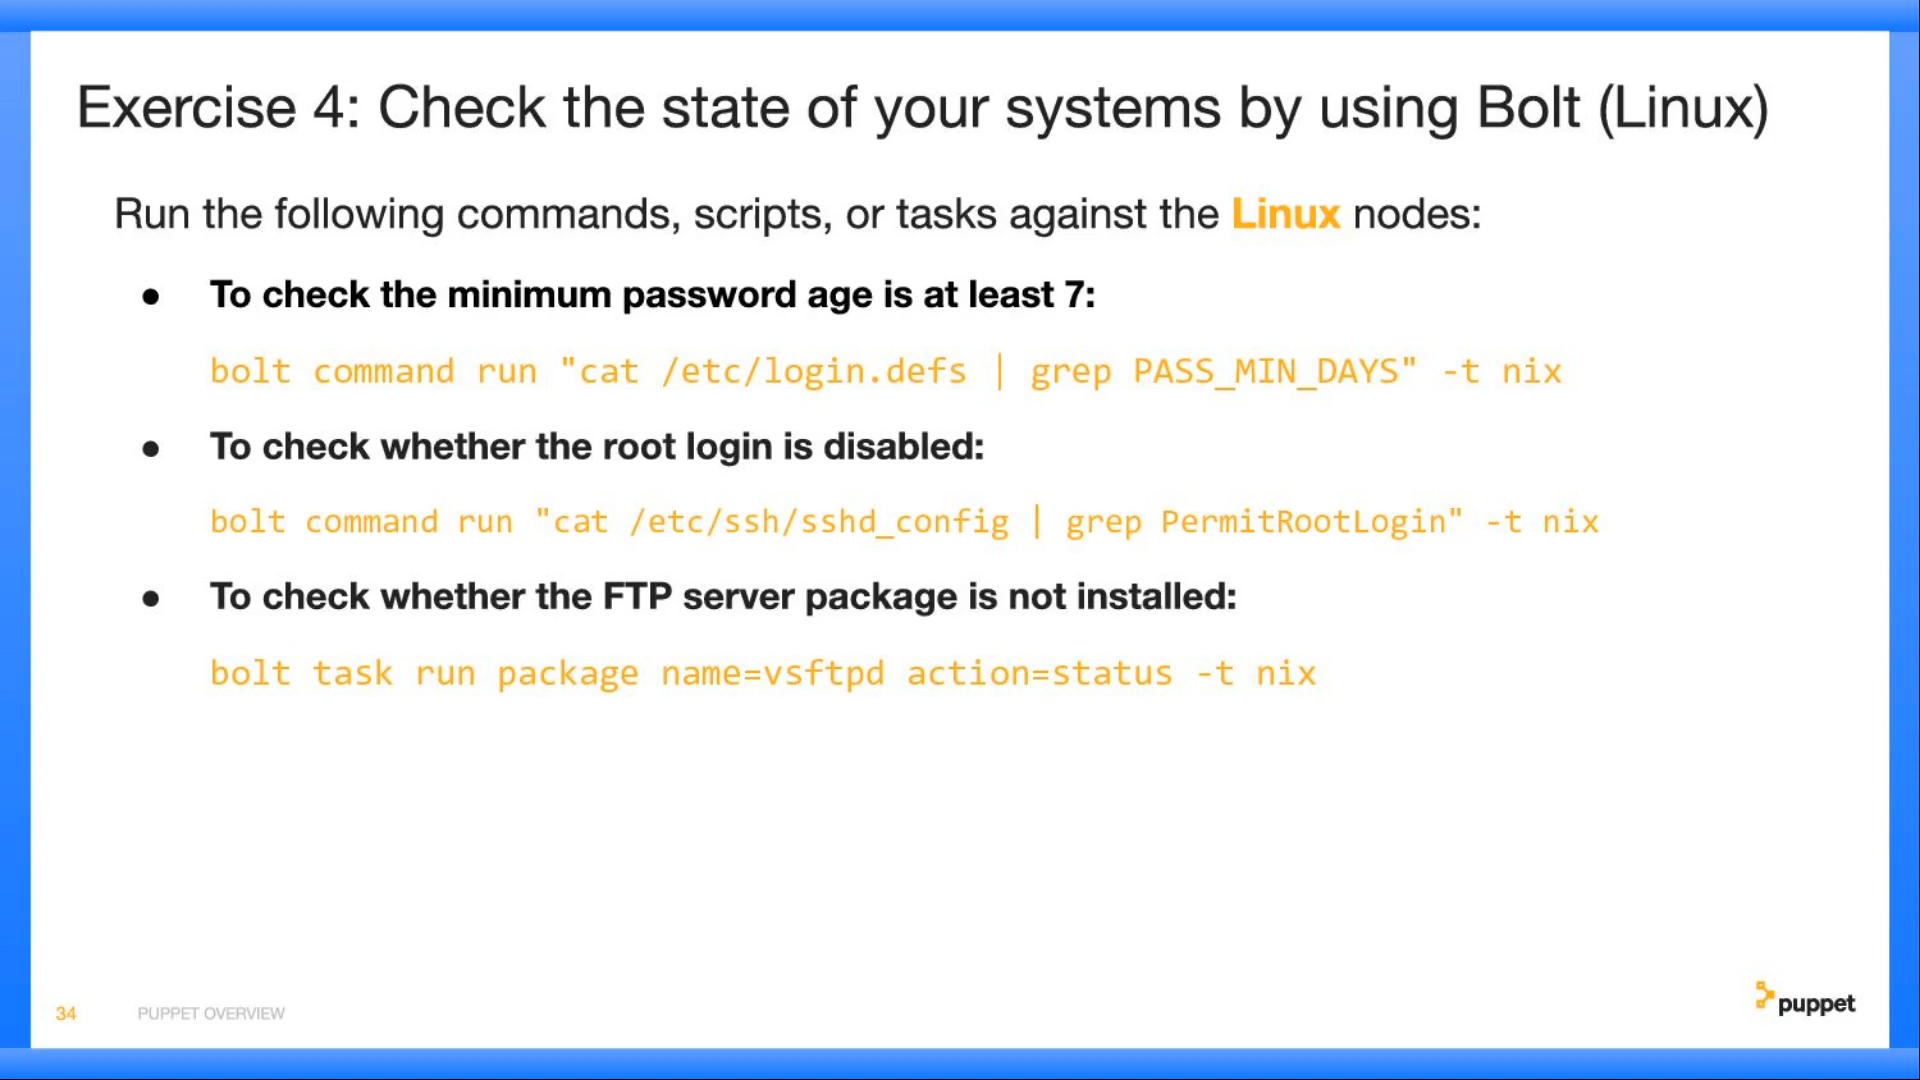 Exercise 4: Check the state of your systems by using Bolt (Linux)
Run the following commands, scripts, or tasks against the Linux nodes:
● To check the minimum password age is at least 7:
bolt command run "cat /etc/login.defs | grep PASS_MIN_DAYS" -t nix
● To check whether the root login is disabled:
bolt command run "cat /etc/ssh/sshd_config | grep PermitRootLogin" -t nix
● To check whether the FTP server package is not installed:
bolt task run package name=vsftpd action=status -t nix
34 PUPPET OVERVIEW
puppet